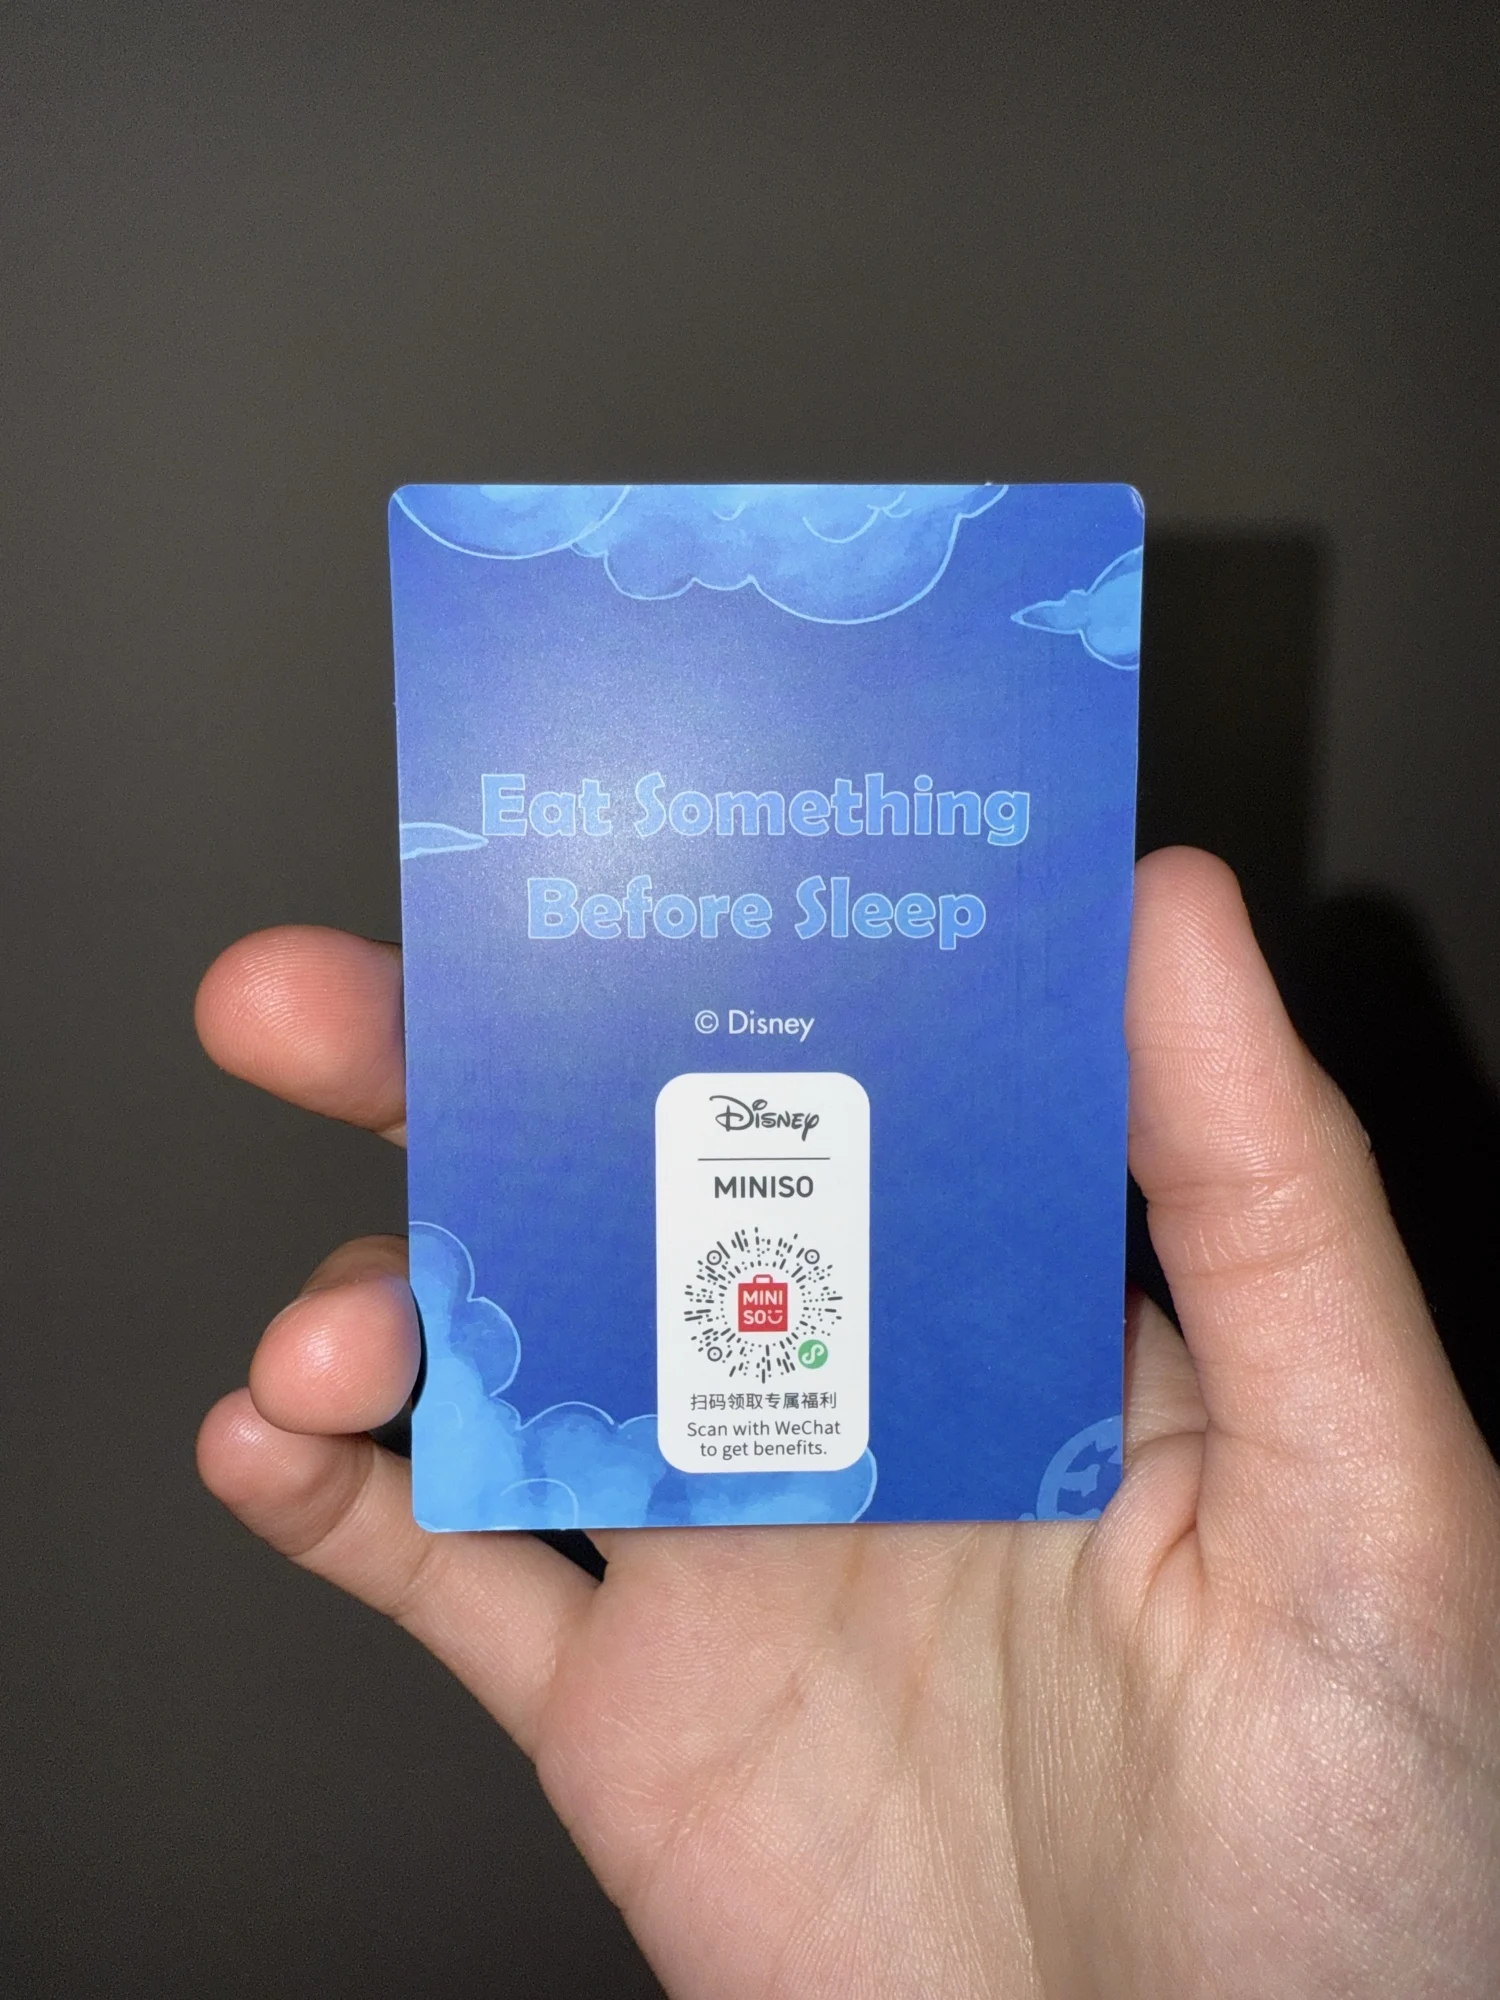 Eat Something
Before Sleep
© Disney
Disney
MINISO
MINI
SO
扫码领取专属福利
Scan with WeChat
to get benefits.